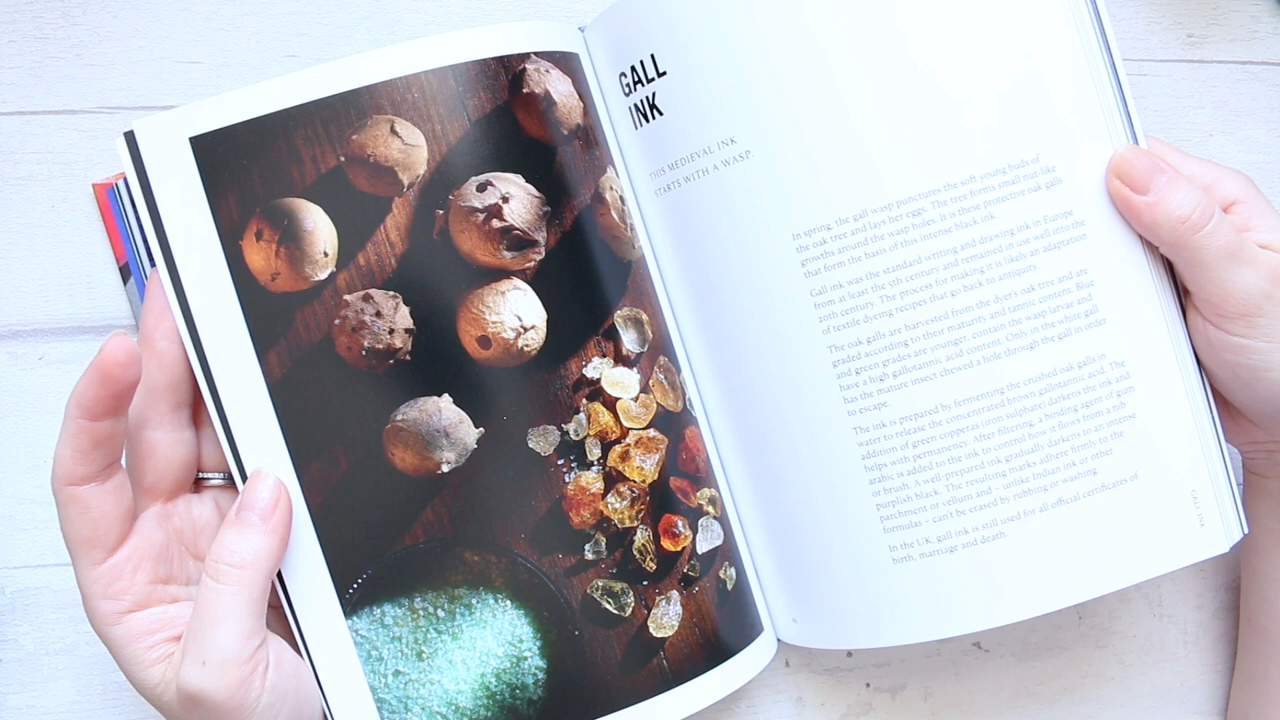 GALL
INK
THIS MEDIEVAL INK
STARTS WITH A WASP.
In spring, the gall wasp punctures the soft young buds of
the oak tree and lays her eggs. The tree forms small nut-like
growths around the wasp holes. It is these protective oak galls
that form the basis of this intense black ink.
Gall ink was the standard writing and drawing ink in Europe
from at least the 5th century and remained in use well into the
20th century. The process for making it is likely an adaptation
of textile dyeing recipes that go back to antiquity.
The oak galls are harvested from the dyer's oak tree and are
graded according to their maturity and tannic content. Blue
and green grades are younger, contain the wasp larvae and
have a high gallotannic acid content. Only in the white gall
has the mature insect chewed a hole through the gall in order
to escape.
The ink is prepared by fermenting the crushed oak galls in
water to release the concentrated brown gallotannic acid. The
addition of green copperas (iron sulphate) darkens the ink and
helps with permanency. After filtering, a binding agent of gum
arabic is added to the ink to control how it flows from a nib
or brush. A well-prepared ink gradually darkens to an intense
purplish black. The resulting marks adhere firmly to the
parchment or vellum and – unlike Indian ink or other
formulas – can't be erased by rubbing or washing.
In the UK, gall ink is still used for all official certificates of
birth, marriage and death.
GALL INK